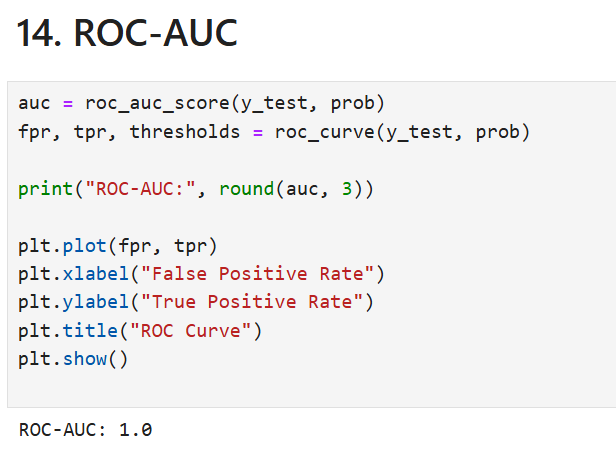 14. ROC-AUC
auc = roc_auc_score(y_test, prob)
fpr, tpr, thresholds = roc_curve(y_test, prob)
print("ROC-AUC:", round(auc, 3))
plt.plot(fpr, tpr)
plt.xlabel("False Positive Rate")
plt.ylabel("True Positive Rate")
plt.title("ROC Curve")
plt.show()
ROC-AUC: 1.0